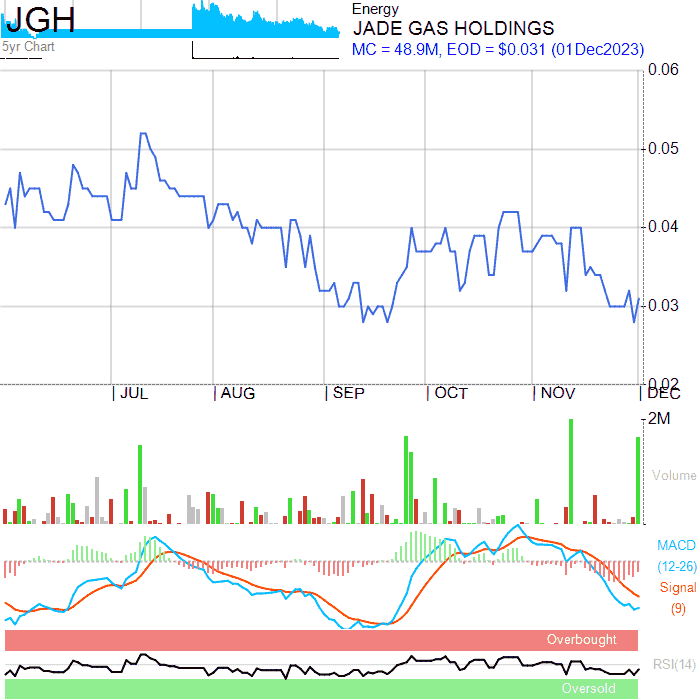 JGH
5yr Chart
Energy
JADE GAS HOLDINGS
MC = 48.9M, EOD = $0.031 (01Dec2023)
0.06
0.05
0.04
0.03
0.02
JUL AUG SEP OCT NOV DEC
2M
Volume
MACD
(12-26)
Signal
(9)
Overbought
RSI(14)
Oversold